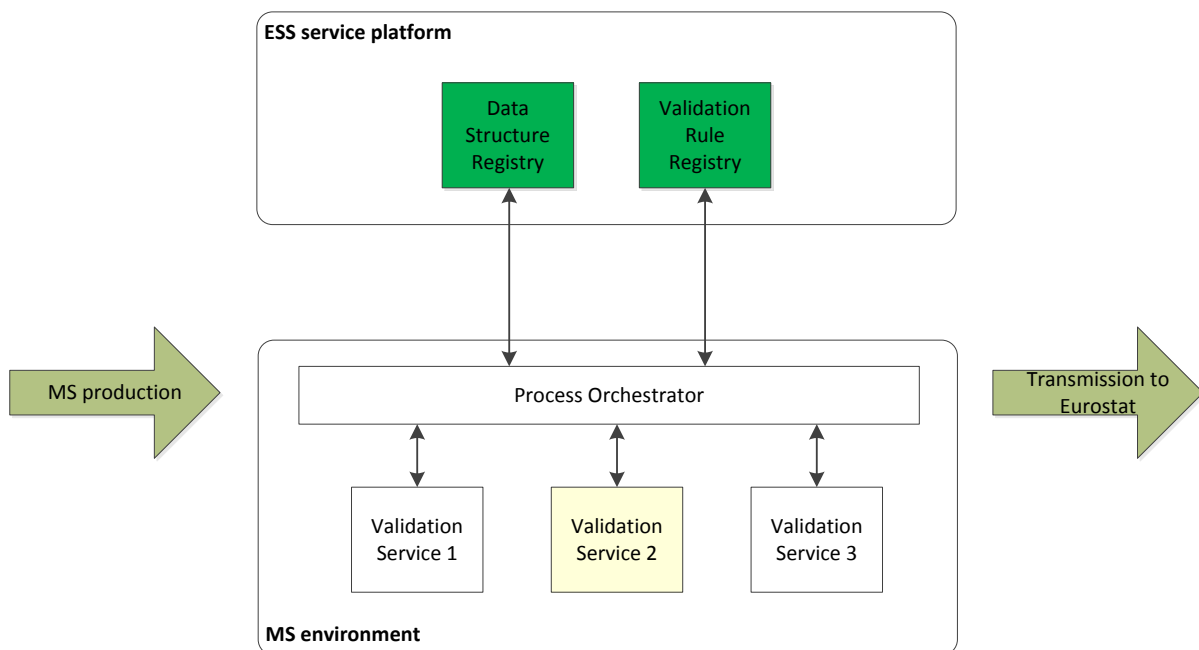 ESS service platform
Data
Structure
Registry
Validation
Rule
Registry
MS production
Process Orchestrator
Transmission to
Eurostat
Validation
Service 1
Validation
Service 2
Validation
Service 3
MS environment